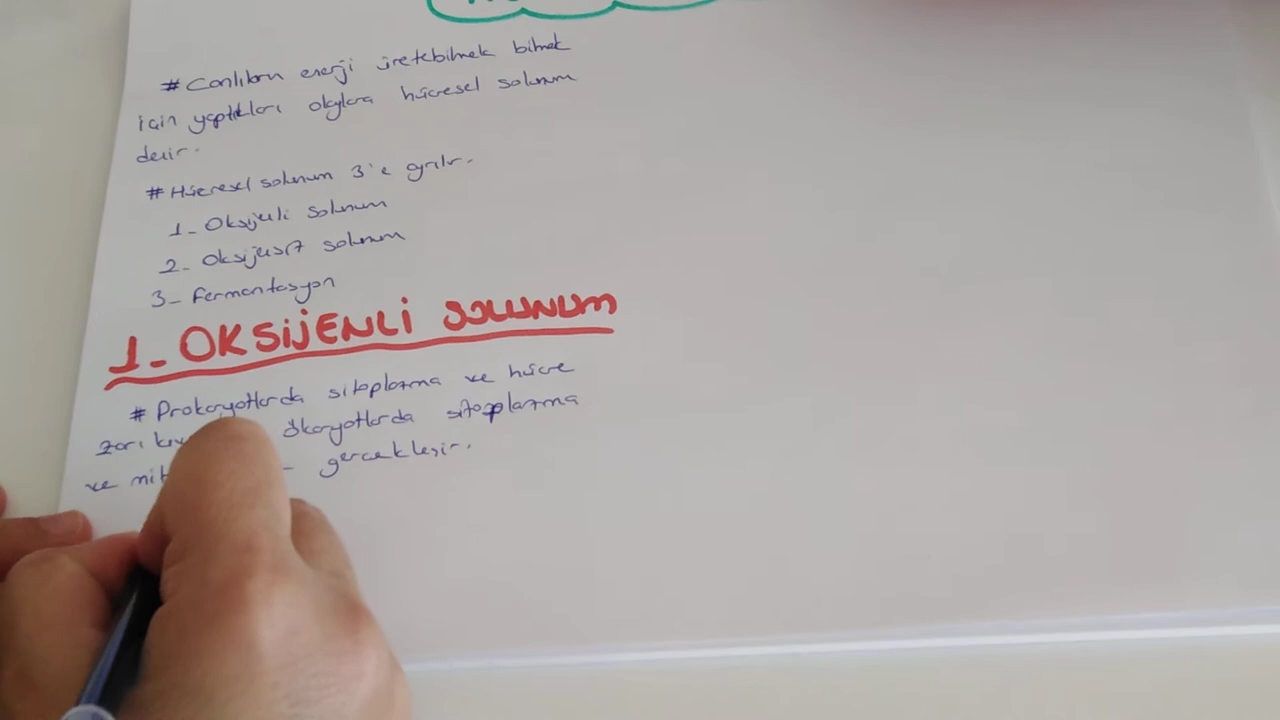 # Canlıların enerji üretebilmek bilmek
için yaptıkları olaylara hücresel solunum
denir.
# Hücresel solunum 3'e ayrılır.
1- Oksijenli solunum
2- Oksijensiz solunum
3- Fermantasyon
1- OKSİJENLİ SOLUNUM
# Prokaryotlarda sitoplazma ve hücre
zarı ökaryotlarda sitoplazma
ve gerçekleşir.